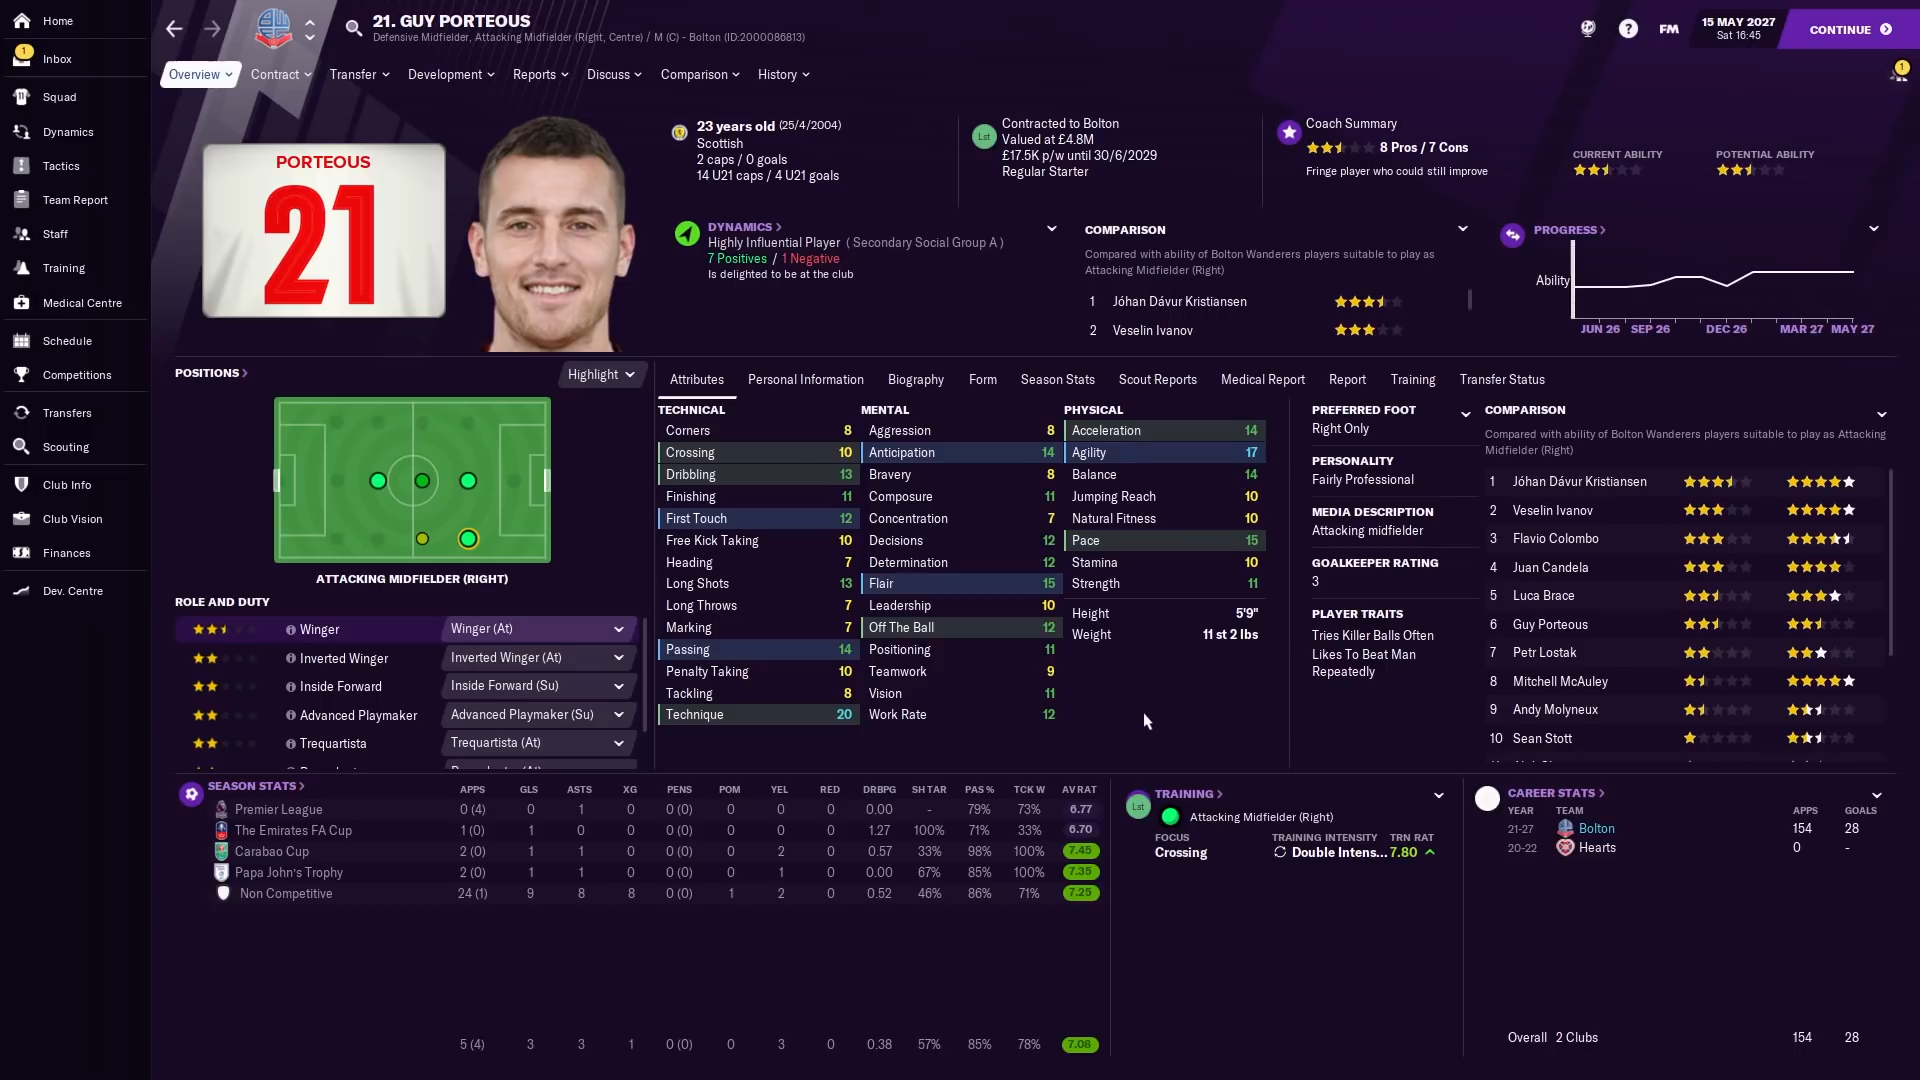 Home
Inbox
1
Squad
Dynamics
Tactics
Team Report
Staff
Training
Medical Centre
Schedule
Competitions
Transfers
Scouting
Club Info
Club Vision
Finances
Dev. Centre
21. GUY PORTEOUS
Defensive Midfielder, Attacking Midfielder (Right, Centre) / M (C) - Bolton (ID:2000086813)
FM
15 MAY 2027
Sat 16:45
CONTINUE
Overview Contract Transfer Development Reports Discuss Comparison History
1
PORTEOUS
21
23 years old (25/4/2004)
Scottish
2 caps / 0 goals
14 U21 caps / 4 U21 goals
Lst
Contracted to Bolton
Valued at £4.8M
£17.5K p/w until 30/6/2029
Regular Starter
Coach Summary
8 Pros / 7 Cons
Fringe player who could still improve
CURRENT ABILITY POTENTIAL ABILITY
DYNAMICS >
Highly Influential Player ( Secondary Social Group A )
7 Positives / 1 Negative
Is delighted to be at the club
COMPARISON
Compared with ability of Bolton Wanderers players suitable to play as
Attacking Midfielder (Right)
1 Jóhan Dávur Kristiansen
2 Veselin Ivanov
PROGRESS >
Ability
JUN 26 SEP 26 DEC 26 MAR 27 MAY 27
POSITIONS >
Highlight
ATTACKING MIDFIELDER (RIGHT)
ROLE AND DUTY
Winger Winger (At)
Inverted Winger Inverted Winger (At)
Inside Forward Inside Forward (Su)
Advanced Playmaker Advanced Playmaker (Su)
Trequartista Trequartista (At)
Attributes Personal Information Biography Form Season Stats Scout Reports Medical Report Report Training Transfer Status
TECHNICAL
Corners 8
Crossing 10
Dribbling 13
Finishing 11
First Touch 12
Free Kick Taking 10
Heading 7
Long Shots 13
Long Throws 7
Marking 7
Passing 14
Penalty Taking 10
Tackling 8
Technique 20
MENTAL
Aggression 8
Anticipation 14
Bravery 8
Composure 11
Concentration 7
Decisions 12
Determination 12
Flair 15
Leadership 10
Off The Ball 12
Positioning 11
Teamwork 9
Vision 11
Work Rate 12
PHYSICAL
Acceleration 14
Agility 17
Balance 14
Jumping Reach 10
Natural Fitness 10
Pace 15
Stamina 10
Strength 11
Height 5'9"
Weight 11 st 2 lbs
PREFERRED FOOT
Right Only
PERSONALITY
Fairly Professional
MEDIA DESCRIPTION
Attacking midfielder
GOALKEEPER RATING
3
PLAYER TRAITS
Tries Killer Balls Often
Likes To Beat Man
Repeatedly
COMPARISON
Compared with ability of Bolton Wanderers players suitable to play as Attacking
Midfielder (Right)
1 Jóhan Dávur Kristiansen
2 Veselin Ivanov
3 Flavio Colombo
4 Juan Candela
5 Luca Brace
6 Guy Porteous
7 Petr Lostak
8 Mitchell McAuley
9 Andy Molyneux
10 Sean Stott
SEASON STATS > APPS GLS ASTS XG PENS POM YEL RED DRBPG SH TAR PAS % TCK W AV RAT
Premier League 0 (4) 0 1 0 0 (0) 0 0 0 0.00 - 79% 73% 6.77
The Emirates FA Cup 1 (0) 1 0 0 0 (0) 0 0 0 1.27 100% 71% 33% 6.70
Carabao Cup 2 (0) 1 1 0 0 (0) 0 2 0 0.57 33% 98% 100% 7.45
Papa John's Trophy 2 (0) 1 1 0 0 (0) 0 1 0 0.00 67% 85% 100% 7.35
Non Competitive 24 (1) 9 8 8 0 (0) 1 2 0 0.52 46% 86% 71% 7.25
5 (4) 3 3 1 0 (0) 0 3 0 0.38 57% 85% 78% 7.08
Lst
TRAINING >
Attacking Midfielder (Right)
FOCUS TRAINING INTENSITY TRN RAT
Crossing Double Intens... 7.80
CAREER STATS >
YEAR TEAM APPS GOALS
21-27 Bolton 154 28
20-22 Hearts 0 -
Overall 2 Clubs 154 28